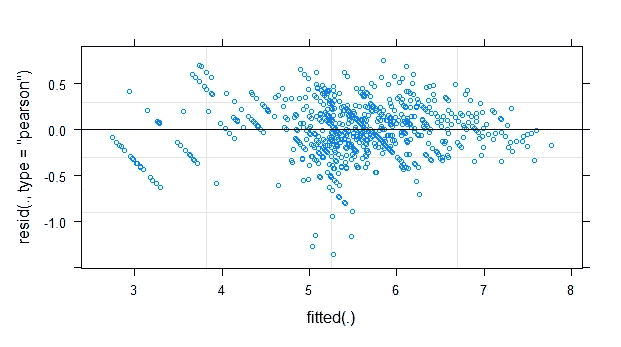 resid(., type = "pearson")
0.5
0.0
-0.5
-1.0
3 4 5 6 7 8
fitted(.)